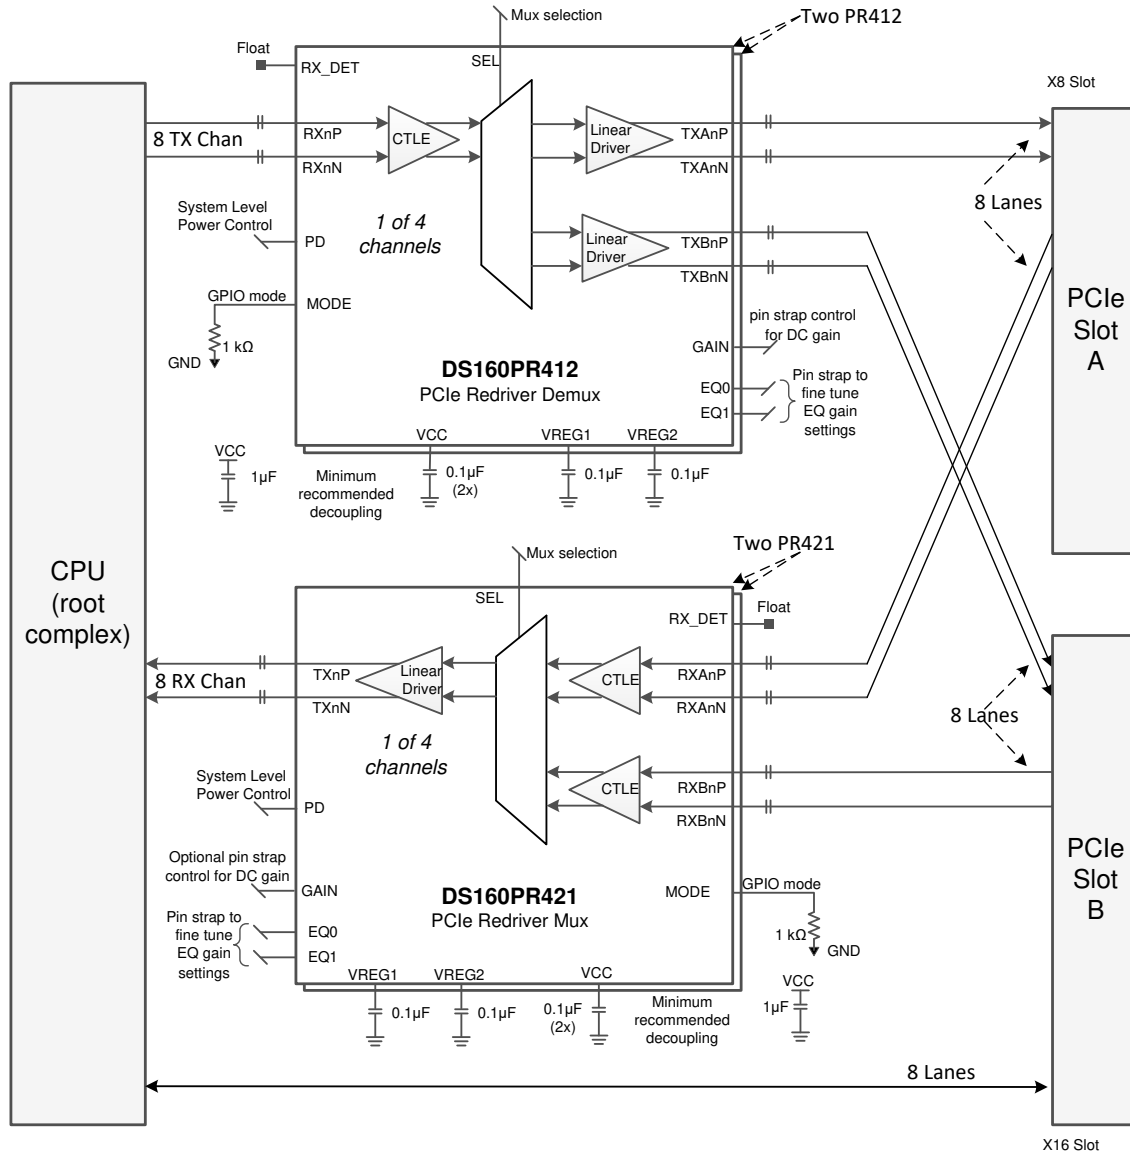 Mux selection
Two PR412
Float
RX_DET
SEL
X8 Slot
8 TX Chan
RXnP
RXnN
CTLE
Linear
Driver
TXAnP
TXAnN
8 Lanes
System Level
Power Control
PD
1 of 4
channels
Linear
Driver
TXBnP
TXBnN
GPIO mode
MODE
1 kΩ
GND
pin strap control
for DC gain
GAIN
PCIe
Slot
A
DS160PR412
PCIe Redriver Demux
EQ0
EQ1
Pin strap to
fine tune
EQ gain
settings
VCC
VREG1
VREG2
VCC
1µF
Minimum
recommended
decoupling
0.1µF
(2x)
0.1µF
0.1µF
CPU
(root
complex)
Mux selection
Two PR421
SEL
RX_DET
Float
8 RX Chan
TXnP
TXnN
Linear
Driver
CTLE
RXAnP
RXAnN
8 Lanes
1 of 4
channels
System Level
Power Control
PD
CTLE
RXBnP
RXBnN
Optional pin strap
control for DC gain
GAIN
DS160PR421
PCIe Redriver Mux
MODE
GPIO mode
1 kΩ
GND
PCIe
Slot
B
Pin strap to
fine tune
EQ gain
settings
EQ0
EQ1
VREG1
VREG2
VCC
0.1µF
0.1µF
0.1µF
(2x)
Minimum
recommended
decoupling
VCC
1µF
8 Lanes
X16 Slot